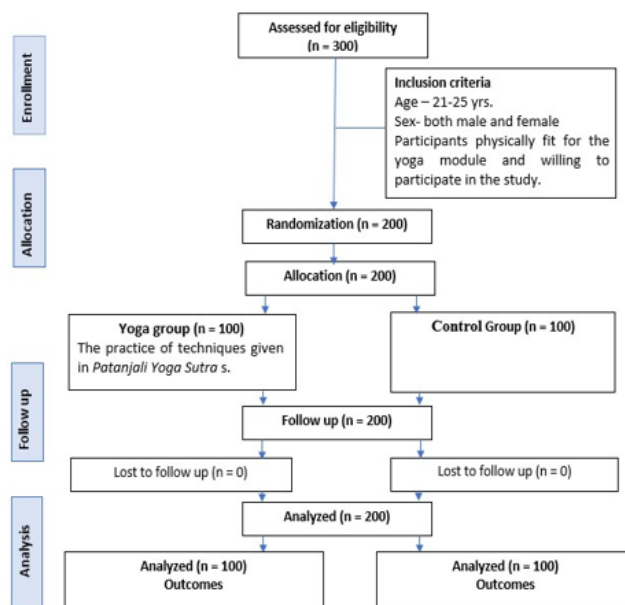 Assessed for eligibility
(n = 300)
Enrollment
Inclusion criteria
Age – 21-25 yrs.
Sex- both male and female
Participants physically fit for the
yoga module and willing to
participate in the study.
Allocation
Randomization (n = 200)
Allocation (n = 200)
Yoga group (n = 100)
The practice of techniques given
in Patanjali Yoga Sutra s.
Control Group (n = 100)
Follow up
Follow up (n = 200)
Lost to follow up (n = 0)
Lost to follow up (n = 0)
Analysis
Analyzed (n = 200)
Analyzed (n = 100)
Outcomes
Analyzed (n = 100)
Outcomes